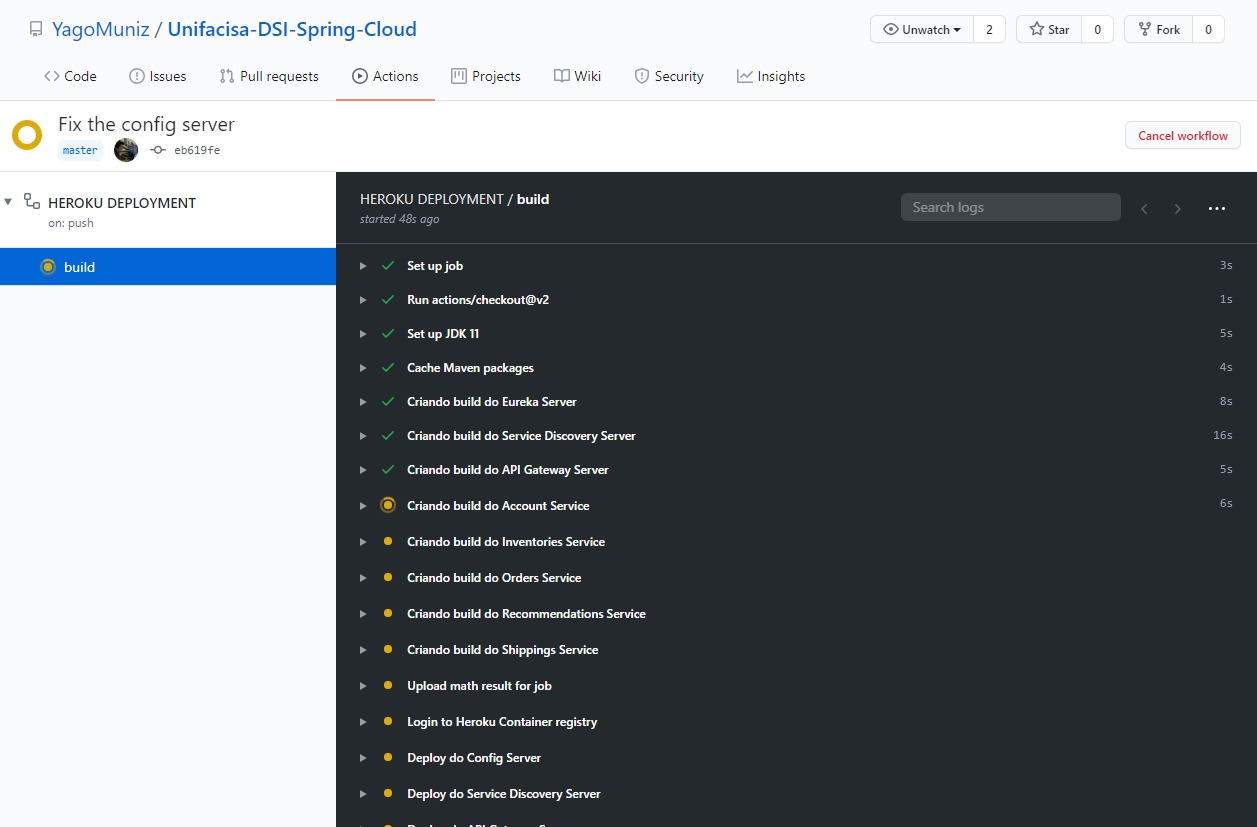 YagoMuniz / Unifacisa-DSI-Spring-Cloud
Unwatch 2 Star 0 Fork 0
Code Issues Pull requests Actions Projects Wiki Security Insights
Fix the config server
master eb619fe
Cancel workflow
HEROKU DEPLOYMENT
on: push
build
HEROKU DEPLOYMENT / build
started 48s ago
Search logs
Set up job 3s
Run actions/checkout@v2 1s
Set up JDK 11 5s
Cache Maven packages 4s
Criando build do Eureka Server 8s
Criando build do Service Discovery Server 16s
Criando build do API Gateway Server 5s
Criando build do Account Service 6s
Criando build do Inventories Service
Criando build do Orders Service
Criando build do Recommendations Service
Criando build do Shippings Service
Upload math result for job
Login to Heroku Container registry
Deploy do Config Server
Deploy do Service Discovery Server